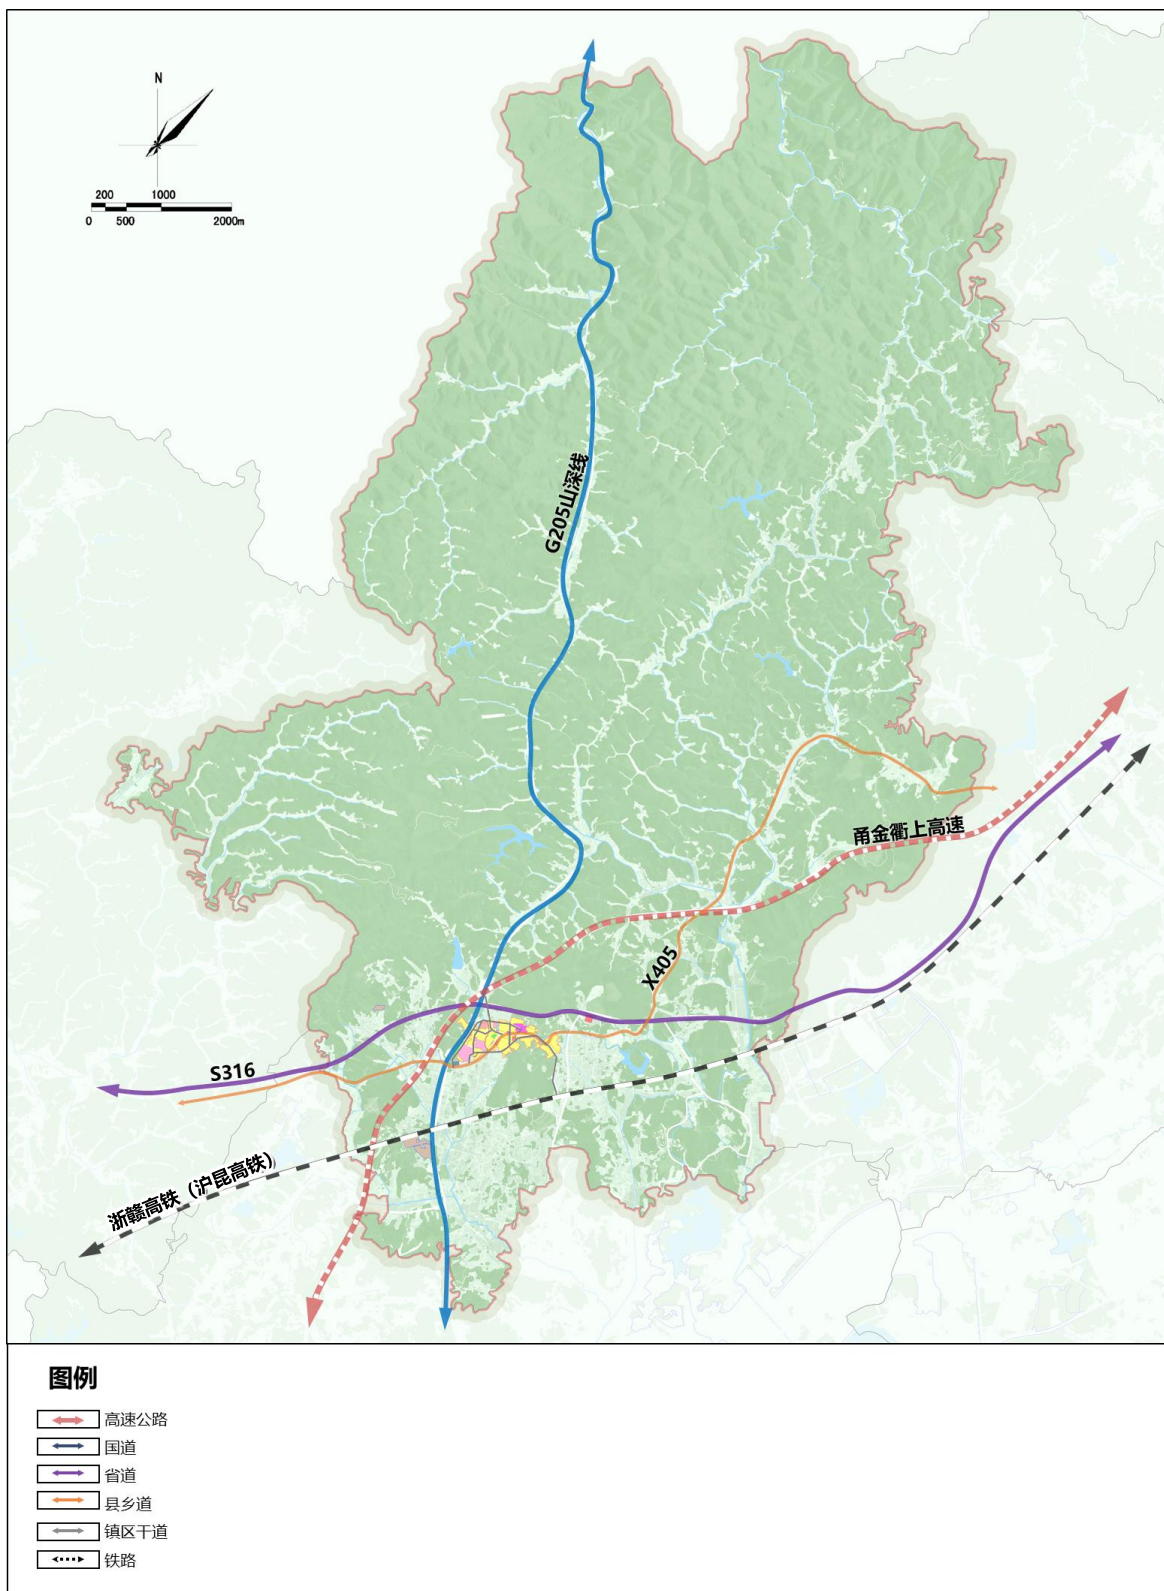 N
200 1000
0 500 2000m
G205山深线
甬金衢上高速
X405
S316
浙赣高铁（沪昆高铁）
图例
高速公路
国道
省道
县乡道
镇区干道
铁路